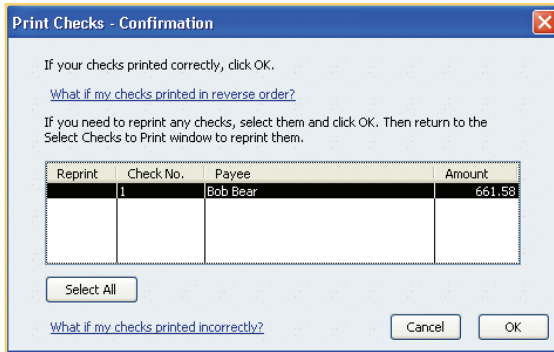 Print Checks - Confirmation
If your checks printed correctly, click OK.
What if my checks printed in reverse order?
If you need to reprint any checks, select them and click OK. Then return to the
Select Checks to Print window to reprint them.
Reprint Check No. Payee Amount
1 Bob Bear 661.58
Select All
What if my checks printed incorrectly? Cancel OK